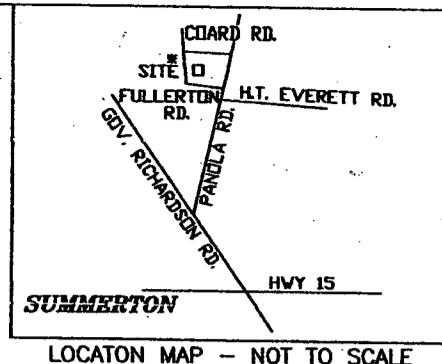 COARD RD.
*
SITE
FULLERTON RD.
H.T. EVERETT RD.
PANOLA RD.
GOV. RICHARDSON RD.
HWY 15
SUMMERTON
LOCATON MAP - NOT TO SCALE